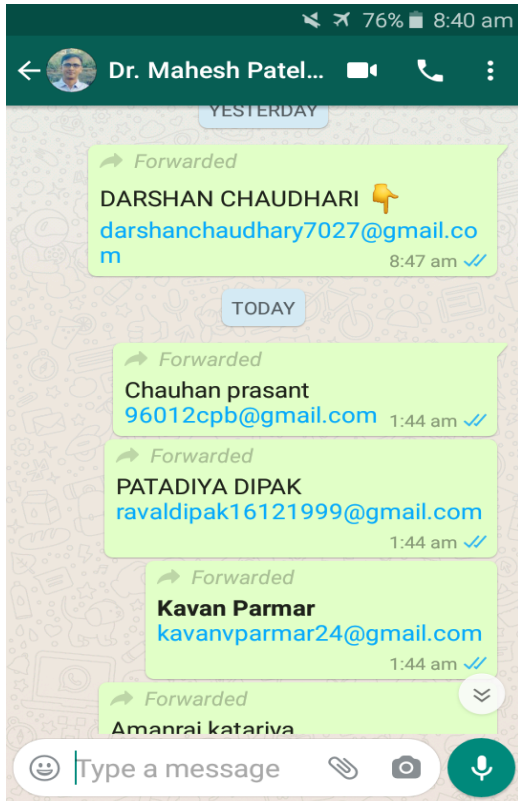 76% 8:40 am
Dr. Mahesh Patel...
YESTERDAY
Forwarded
DARSHAN CHAUDHARI 👇
darshanchaudhary7027@gmail.co
m 8:47 am
TODAY
Forwarded
Chauhan prasant
96012cpb@gmail.com 1:44 am
Forwarded
PATADIYA DIPAK
ravaldipak16121999@gmail.com
1:44 am
Forwarded
Kavan Parmar
kavanvparmar24@gmail.com
1:44 am
Forwarded
Amanraj katariya
Type a message